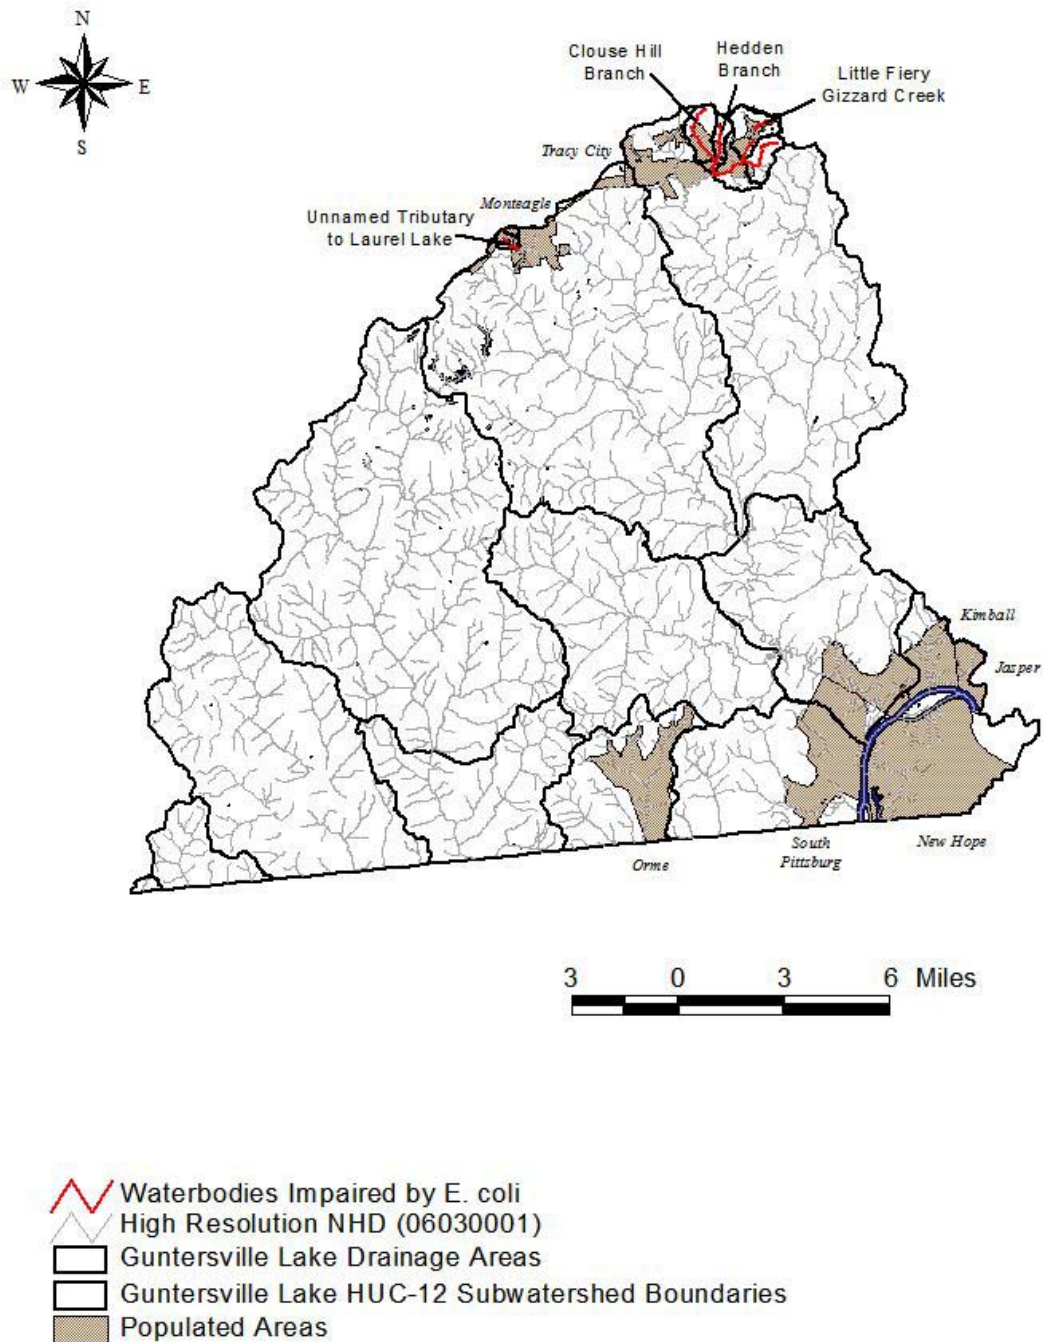 N
W
E
S
Clouse Hill
Branch
Hedden
Branch
Little Fiery
Gizzard Creek
Tracy City
Monteagle
Unnamed Tributary
to Laurel Lake
Kimball
Jasper
Orme
South
Pittsburg
New Hope
3 0 3 6 Miles
Waterbodies Impaired by E. coli
High Resolution NHD (06030001)
Guntersville Lake Drainage Areas
Guntersville Lake HUC-12 Subwatershed Boundaries
Populated Areas